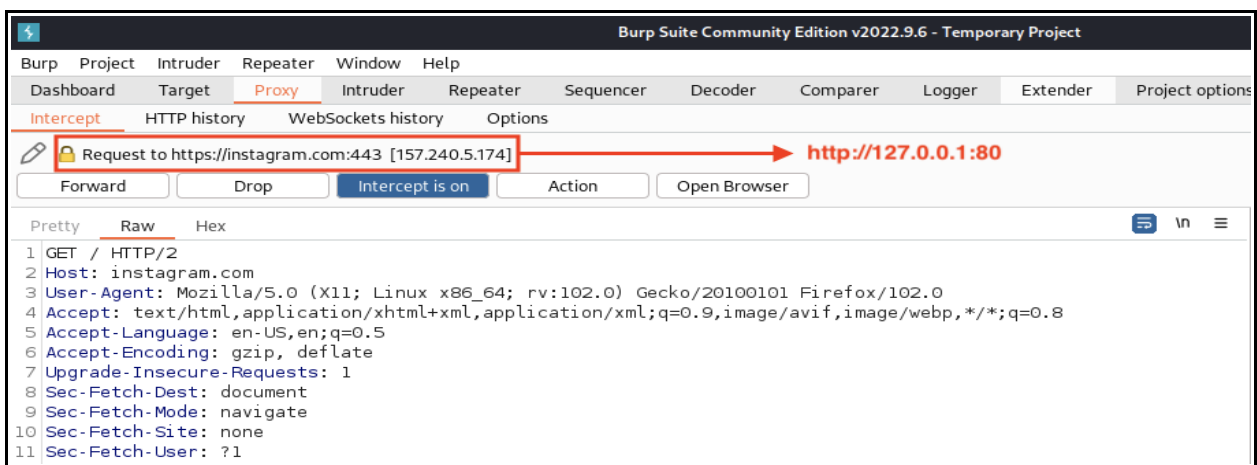 Burp Suite Community Edition v2022.9.6 - Temporary Project
Burp Project Intruder Repeater Window Help
Dashboard Target Proxy Intruder Repeater Sequencer Decoder Comparer Logger Extender Project options
Intercept HTTP history WebSockets history Options
Request to https://instagram.com:443 [157.240.5.174] http://127.0.0.1:80
Forward Drop Intercept is on Action Open Browser
Pretty Raw Hex \n
1 GET / HTTP/2
2 Host: instagram.com
3 User-Agent: Mozilla/5.0 (X11; Linux x86_64; rv:102.0) Gecko/20100101 Firefox/102.0
4 Accept: text/html,application/xhtml+xml,application/xml;q=0.9,image/avif,image/webp,*/*;q=0.8
5 Accept-Language: en-US,en;q=0.5
6 Accept-Encoding: gzip, deflate
7 Upgrade-Insecure-Requests: 1
8 Sec-Fetch-Dest: document
9 Sec-Fetch-Mode: navigate
10 Sec-Fetch-Site: none
11 Sec-Fetch-User: ?1